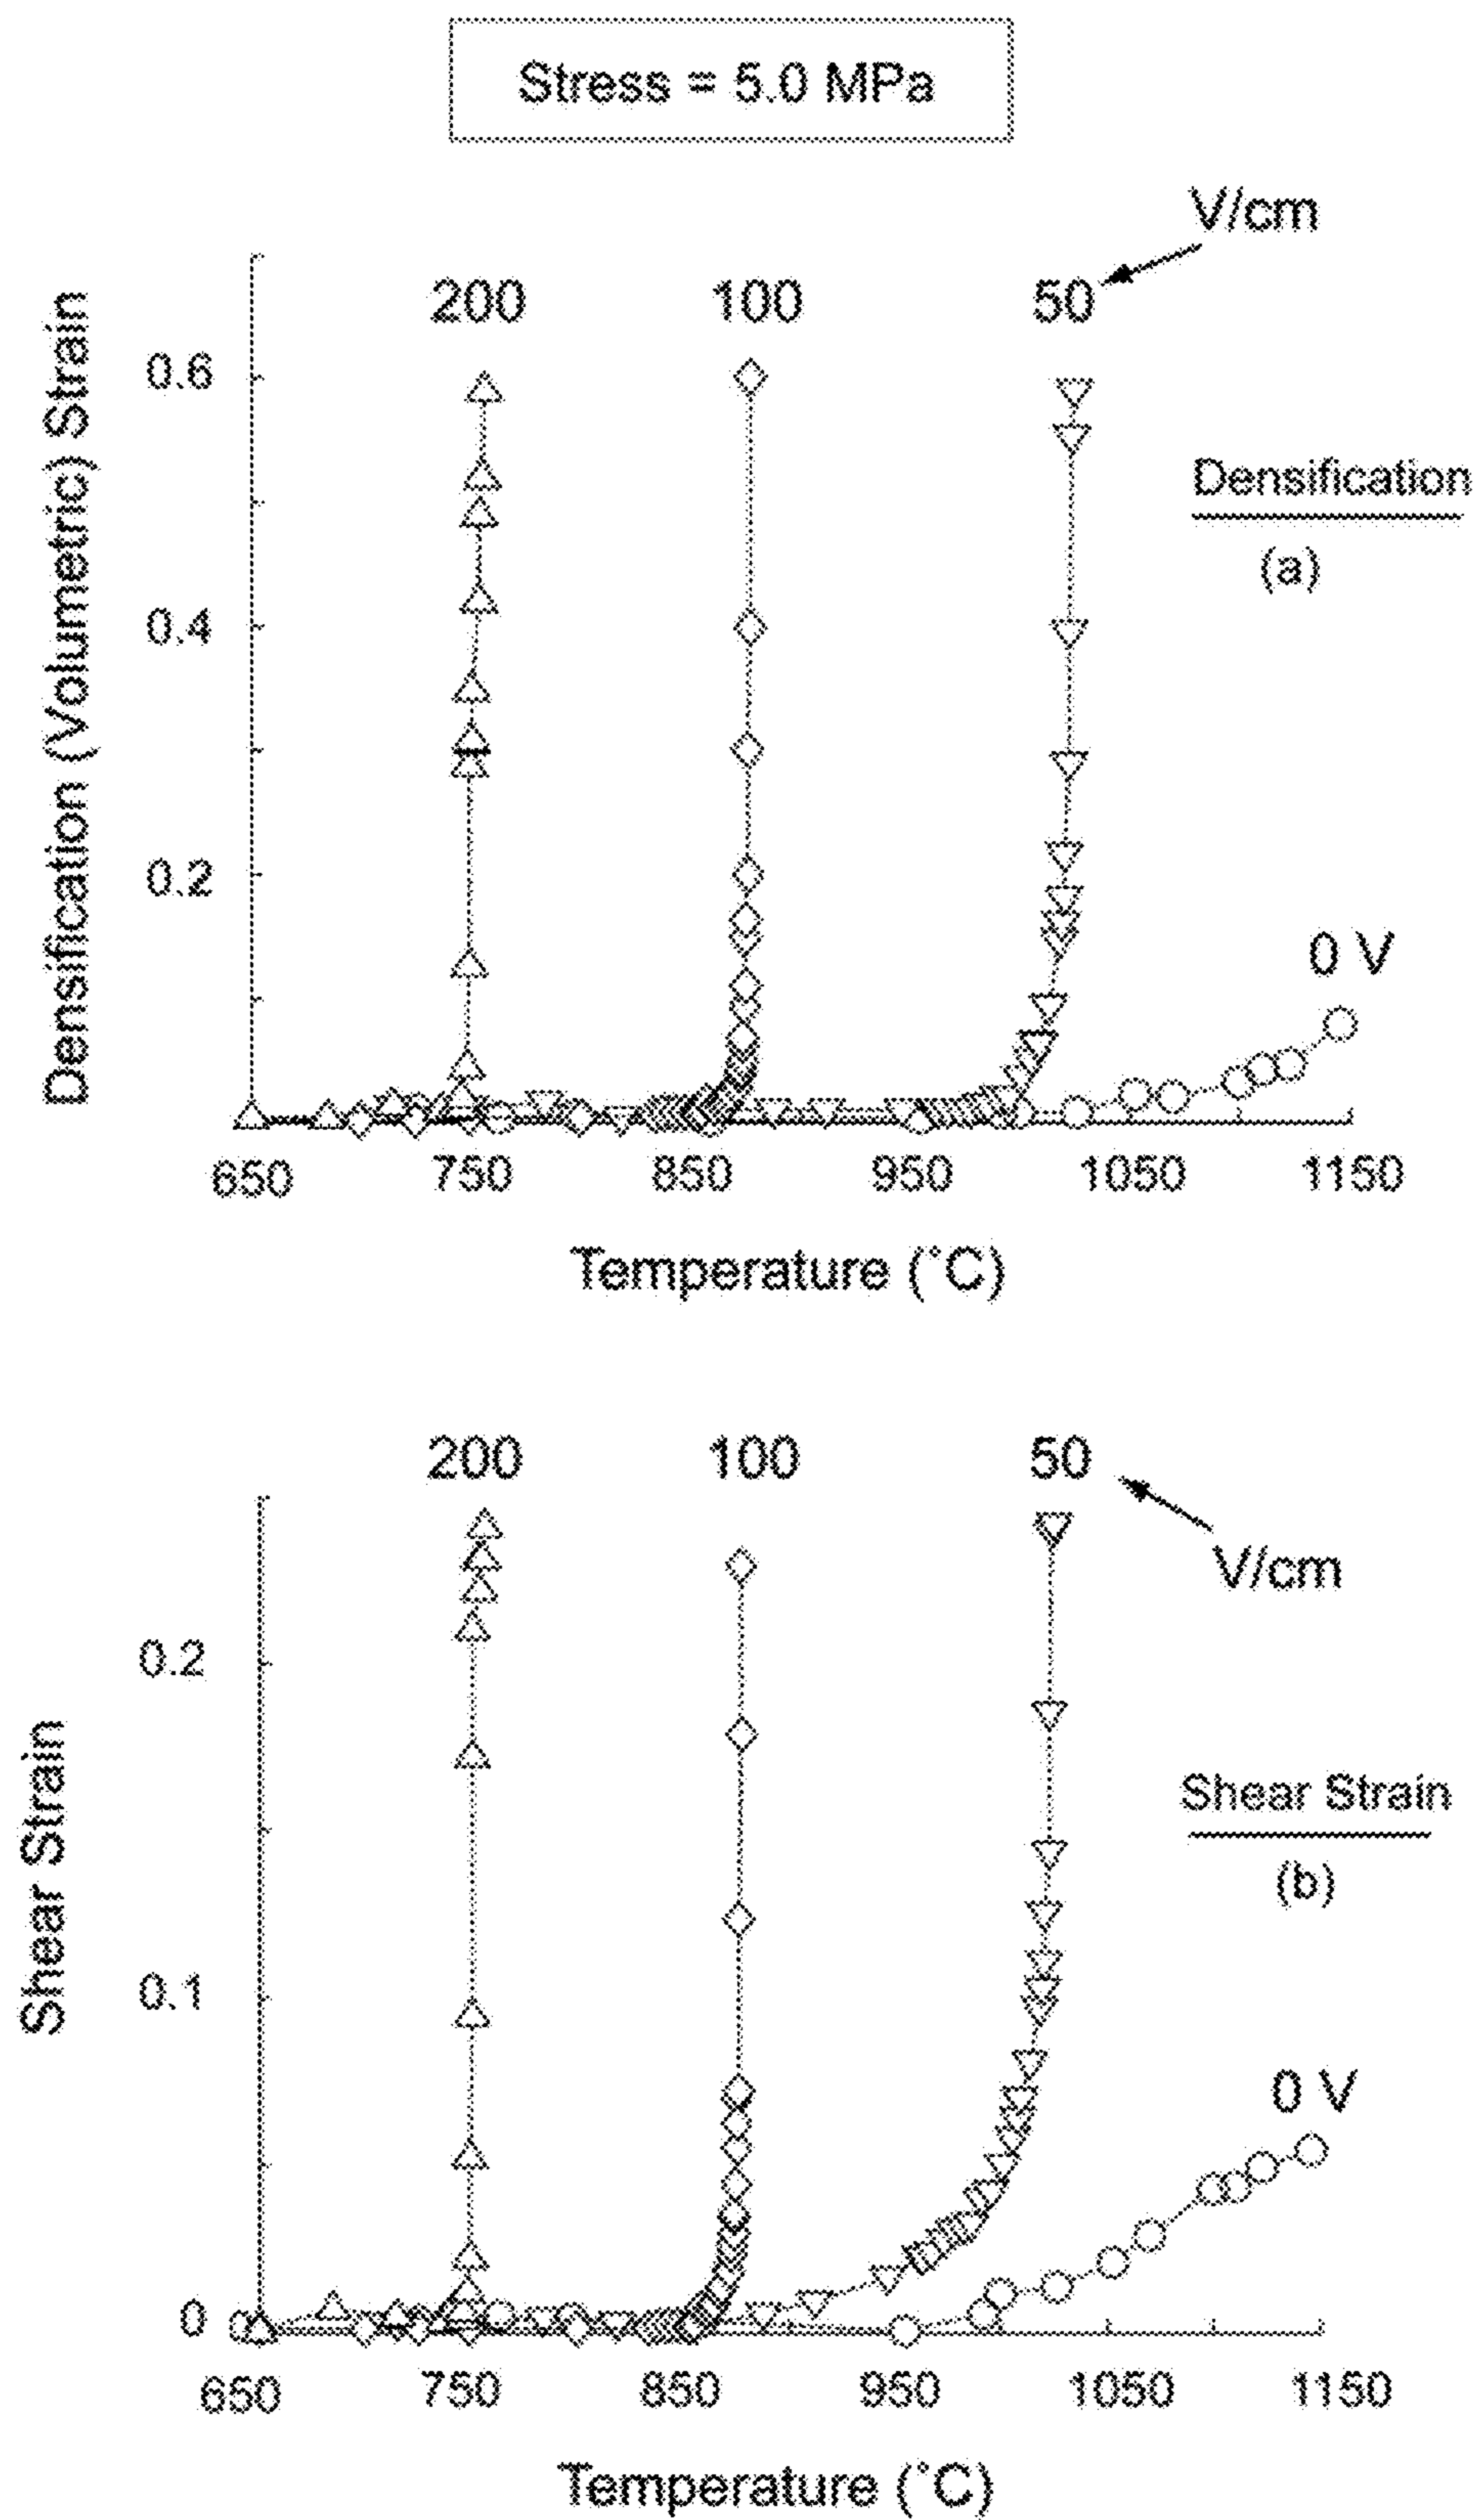 Stress = 5.0 MPa
V/cm
200 100 50
Densification (Volumetric) Strain
0.6
Densification
(a)
0.4
0.2
0 V
650 750 850 950 1050 1150
Temperature (°C)
200 100 50
V/cm
0.2
Shear Strain
Shear Strain
(b)
0.1
0 V
0
650 750 850 950 1050 1150
Temperature (°C)